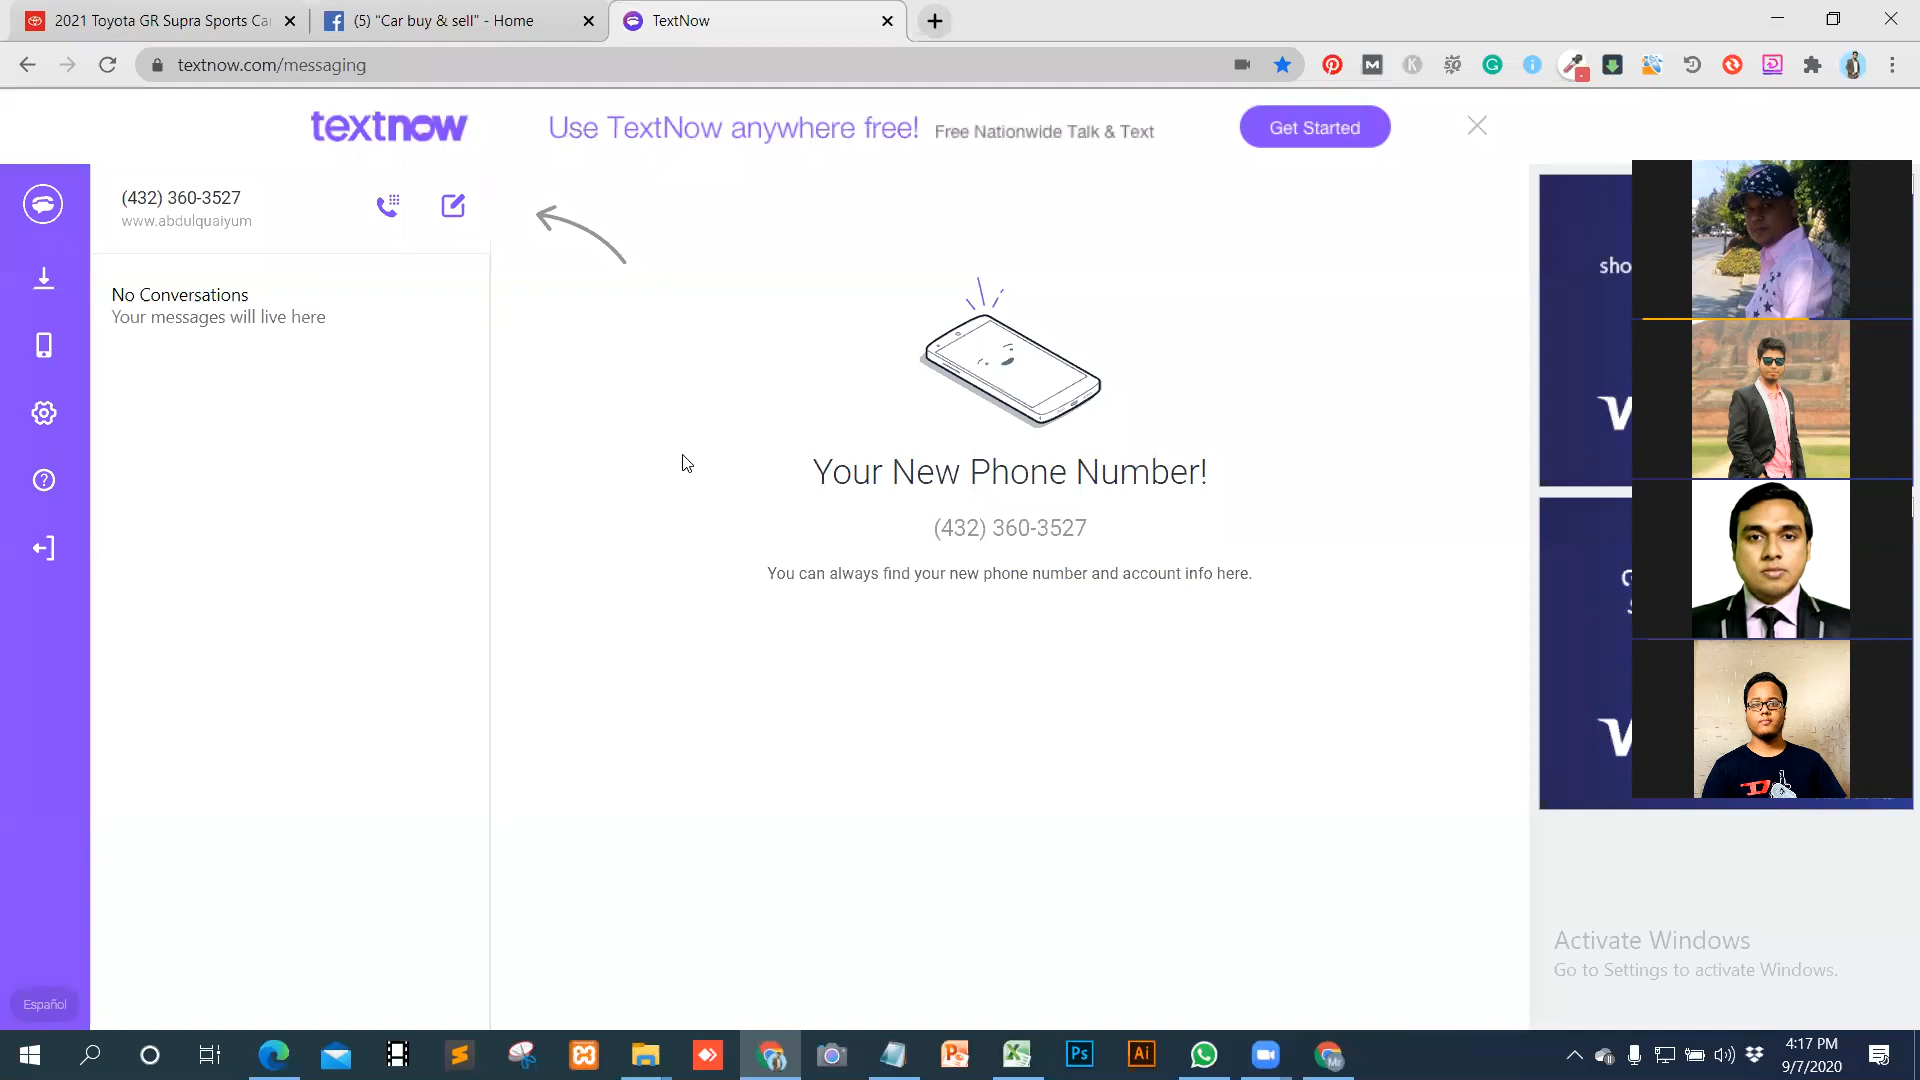 2021 Toyota GR Supra Sports Ca
(5) "Car buy & sell" - Home
TextNow
textnow.com/messaging
textnow
Use TextNow anywhere free!
Free Nationwide Talk & Text
Get Started
(432) 360-3527
www.abdulquaiyum
No Conversations
Your messages will live here
Your New Phone Number!
(432) 360-3527
You can always find your new phone number and account info here.
sho
Activate Windows
Go to Settings to activate Windows.
Español
Ps
Ai
4:17 PM
9/7/2020